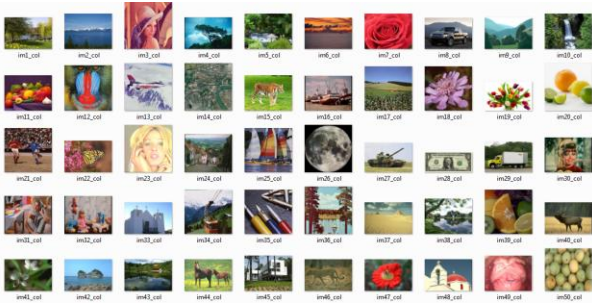 im1_col im2_col im3_col im4_col im5_col im6_col im7_col im8_col im9_col im10_col
im11_col im12_col im13_col im14_col im15_col im16_col im17_col im18_col im19_col im20_col
im21_col im22_col im23_col im24_col im25_col im26_col im27_col im28_col im29_col im30_col
im31_col im32_col im33_col im34_col im35_col im36_col im37_col im38_col im39_col im40_col
im41_col im42_col im43_col im44_col im45_col im46_col im47_col im48_col im49_col im50_col